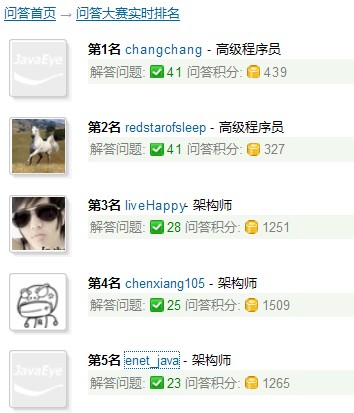 问答首页 → 问答大赛实时排名
JavaEye
第1名 changchang - 高级程序员
解答问题: 41 问答积分: 439
第2名 redstarofsleep - 高级程序员
解答问题: 41 问答积分: 327
第3名 liveHappy- 架构师
解答问题: 28 问答积分: 1251
第4名 chenxiang105 - 架构师
解答问题: 25 问答积分: 1509
JavaEye
第5名 enet_java - 架构师
解答问题: 23 问答积分: 1265